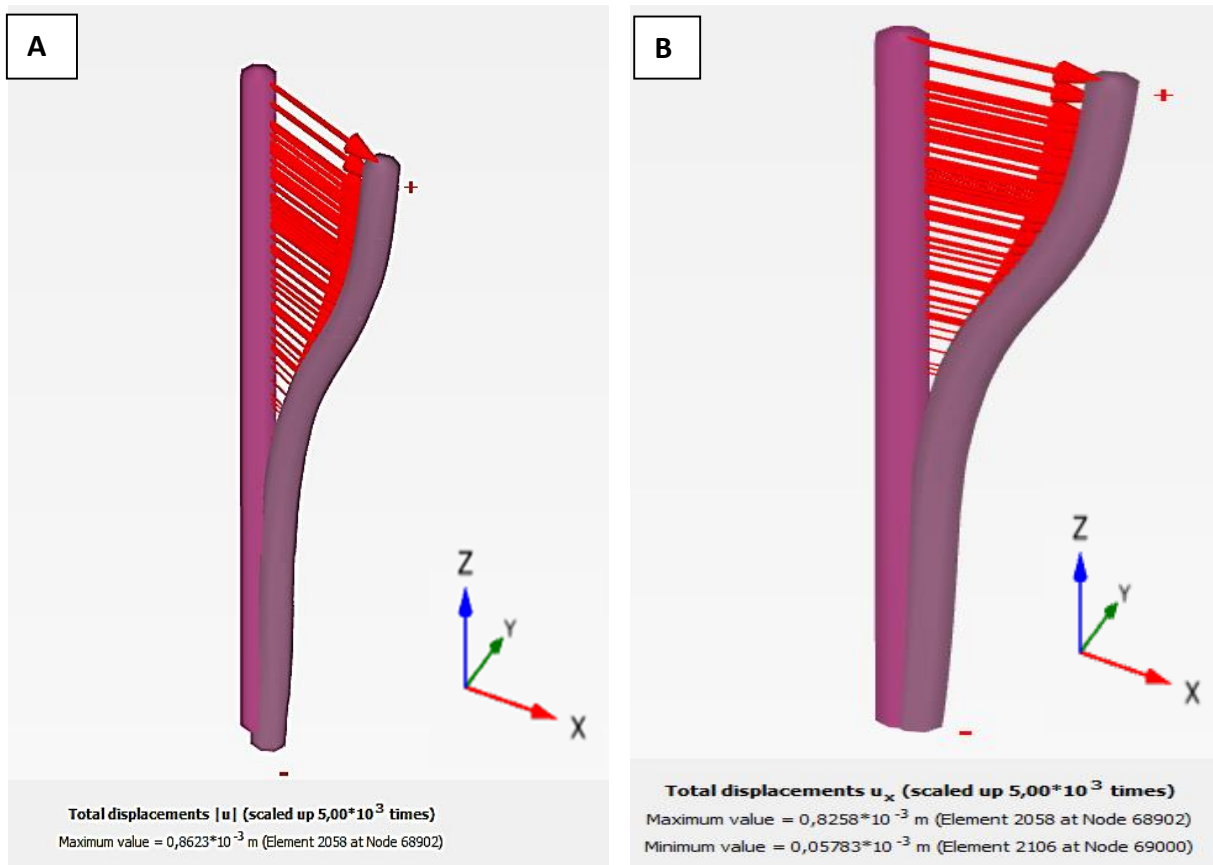 A
B
+
+
Z
Y
X
Z
Y
X
-
-
Total displacements |u| (scaled up 5,00*10³ times)
Maximum value = 0,8623*10⁻³ m (Element 2058 at Node 68902)
Total displacements uₓ (scaled up 5,00*10³ times)
Maximum value = 0,8258*10⁻³ m (Element 2058 at Node 68902)
Minimum value = 0,05783*10⁻³ m (Element 2106 at Node 69000)